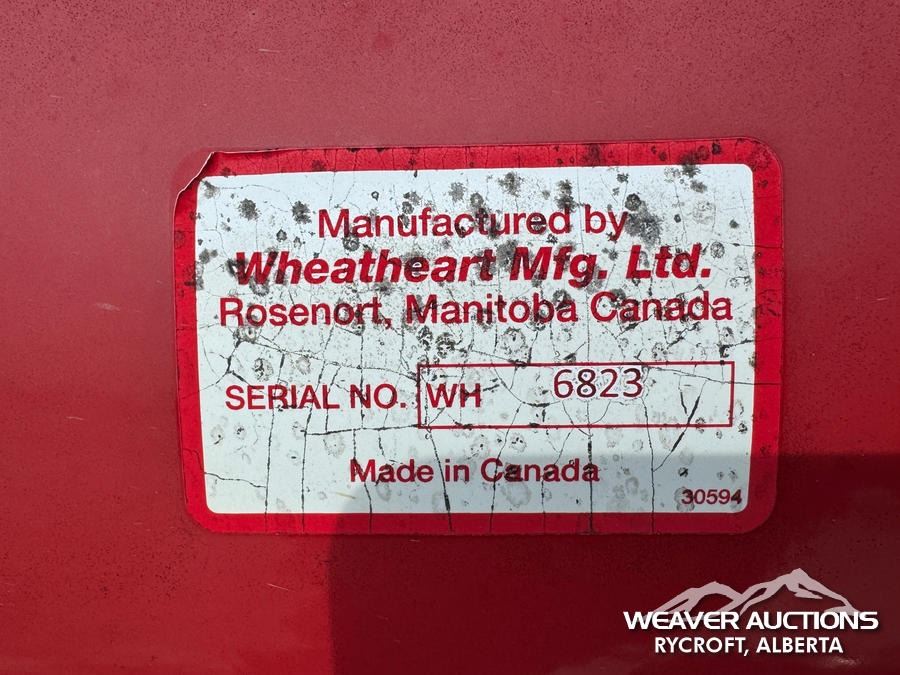 Manufactured by
Wheatheart Mfg. Ltd.
Rosenort, Manitoba Canada
SERIAL NO. WH 6823
Made in Canada
30594
WEAVER AUCTIONS
RYCROFT, ALBERTA